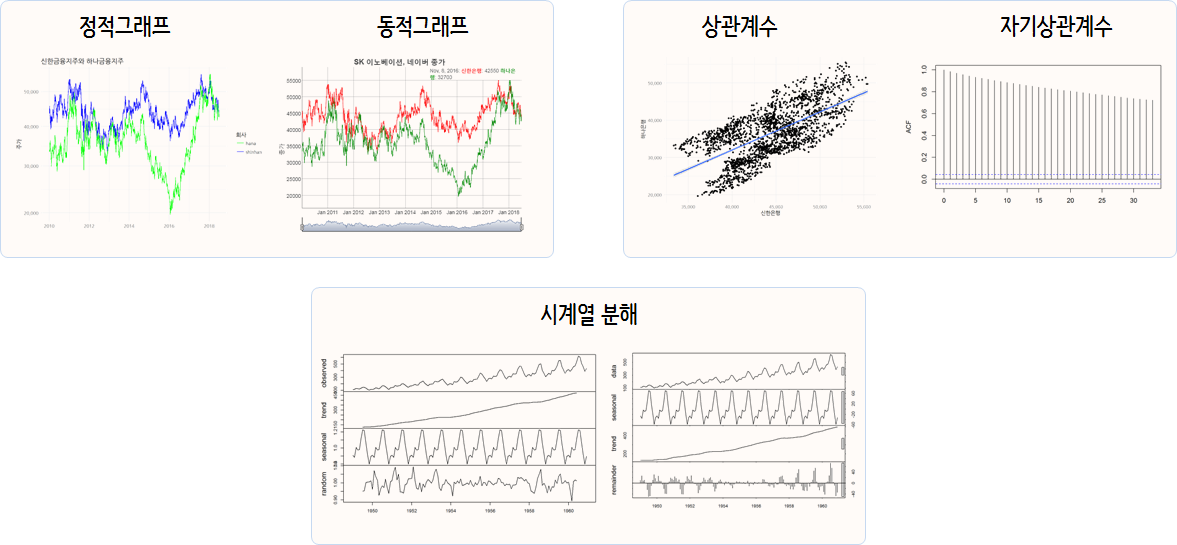 정적그래프
동적그래프
신한금융지주와 하나금융지주
50,000
40,000
30,000
20,000
주가
2010 2012 2014 2016 2018
회사
hana
shinhan
SK 이노베이션, 네이버 종가
Nov, 8, 2016: 신한은행: 42550 하나은
행: 32700
55000
50000
45000
40000
35000
30000
25000
20000
종가
Jan 2011 Jan 2012 Jan 2013 Jan 2014 Jan 2015 Jan 2016 Jan 2017 Jan 2018
상관계수
자기상관계수
50,000
40,000
30,000
20,000
하나은행
35,000 40,000 45,000 50,000 55,000
신한은행
ACF
1.0
0.8
0.6
0.4
0.2
0.0
0 5 10 15 20 25 30
시계열 분해
observed
trend
seasonal
random
1950 1952 1954 1956 1958 1960
data
seasonal
trend
remainder
1950 1952 1954 1956 1958 1960